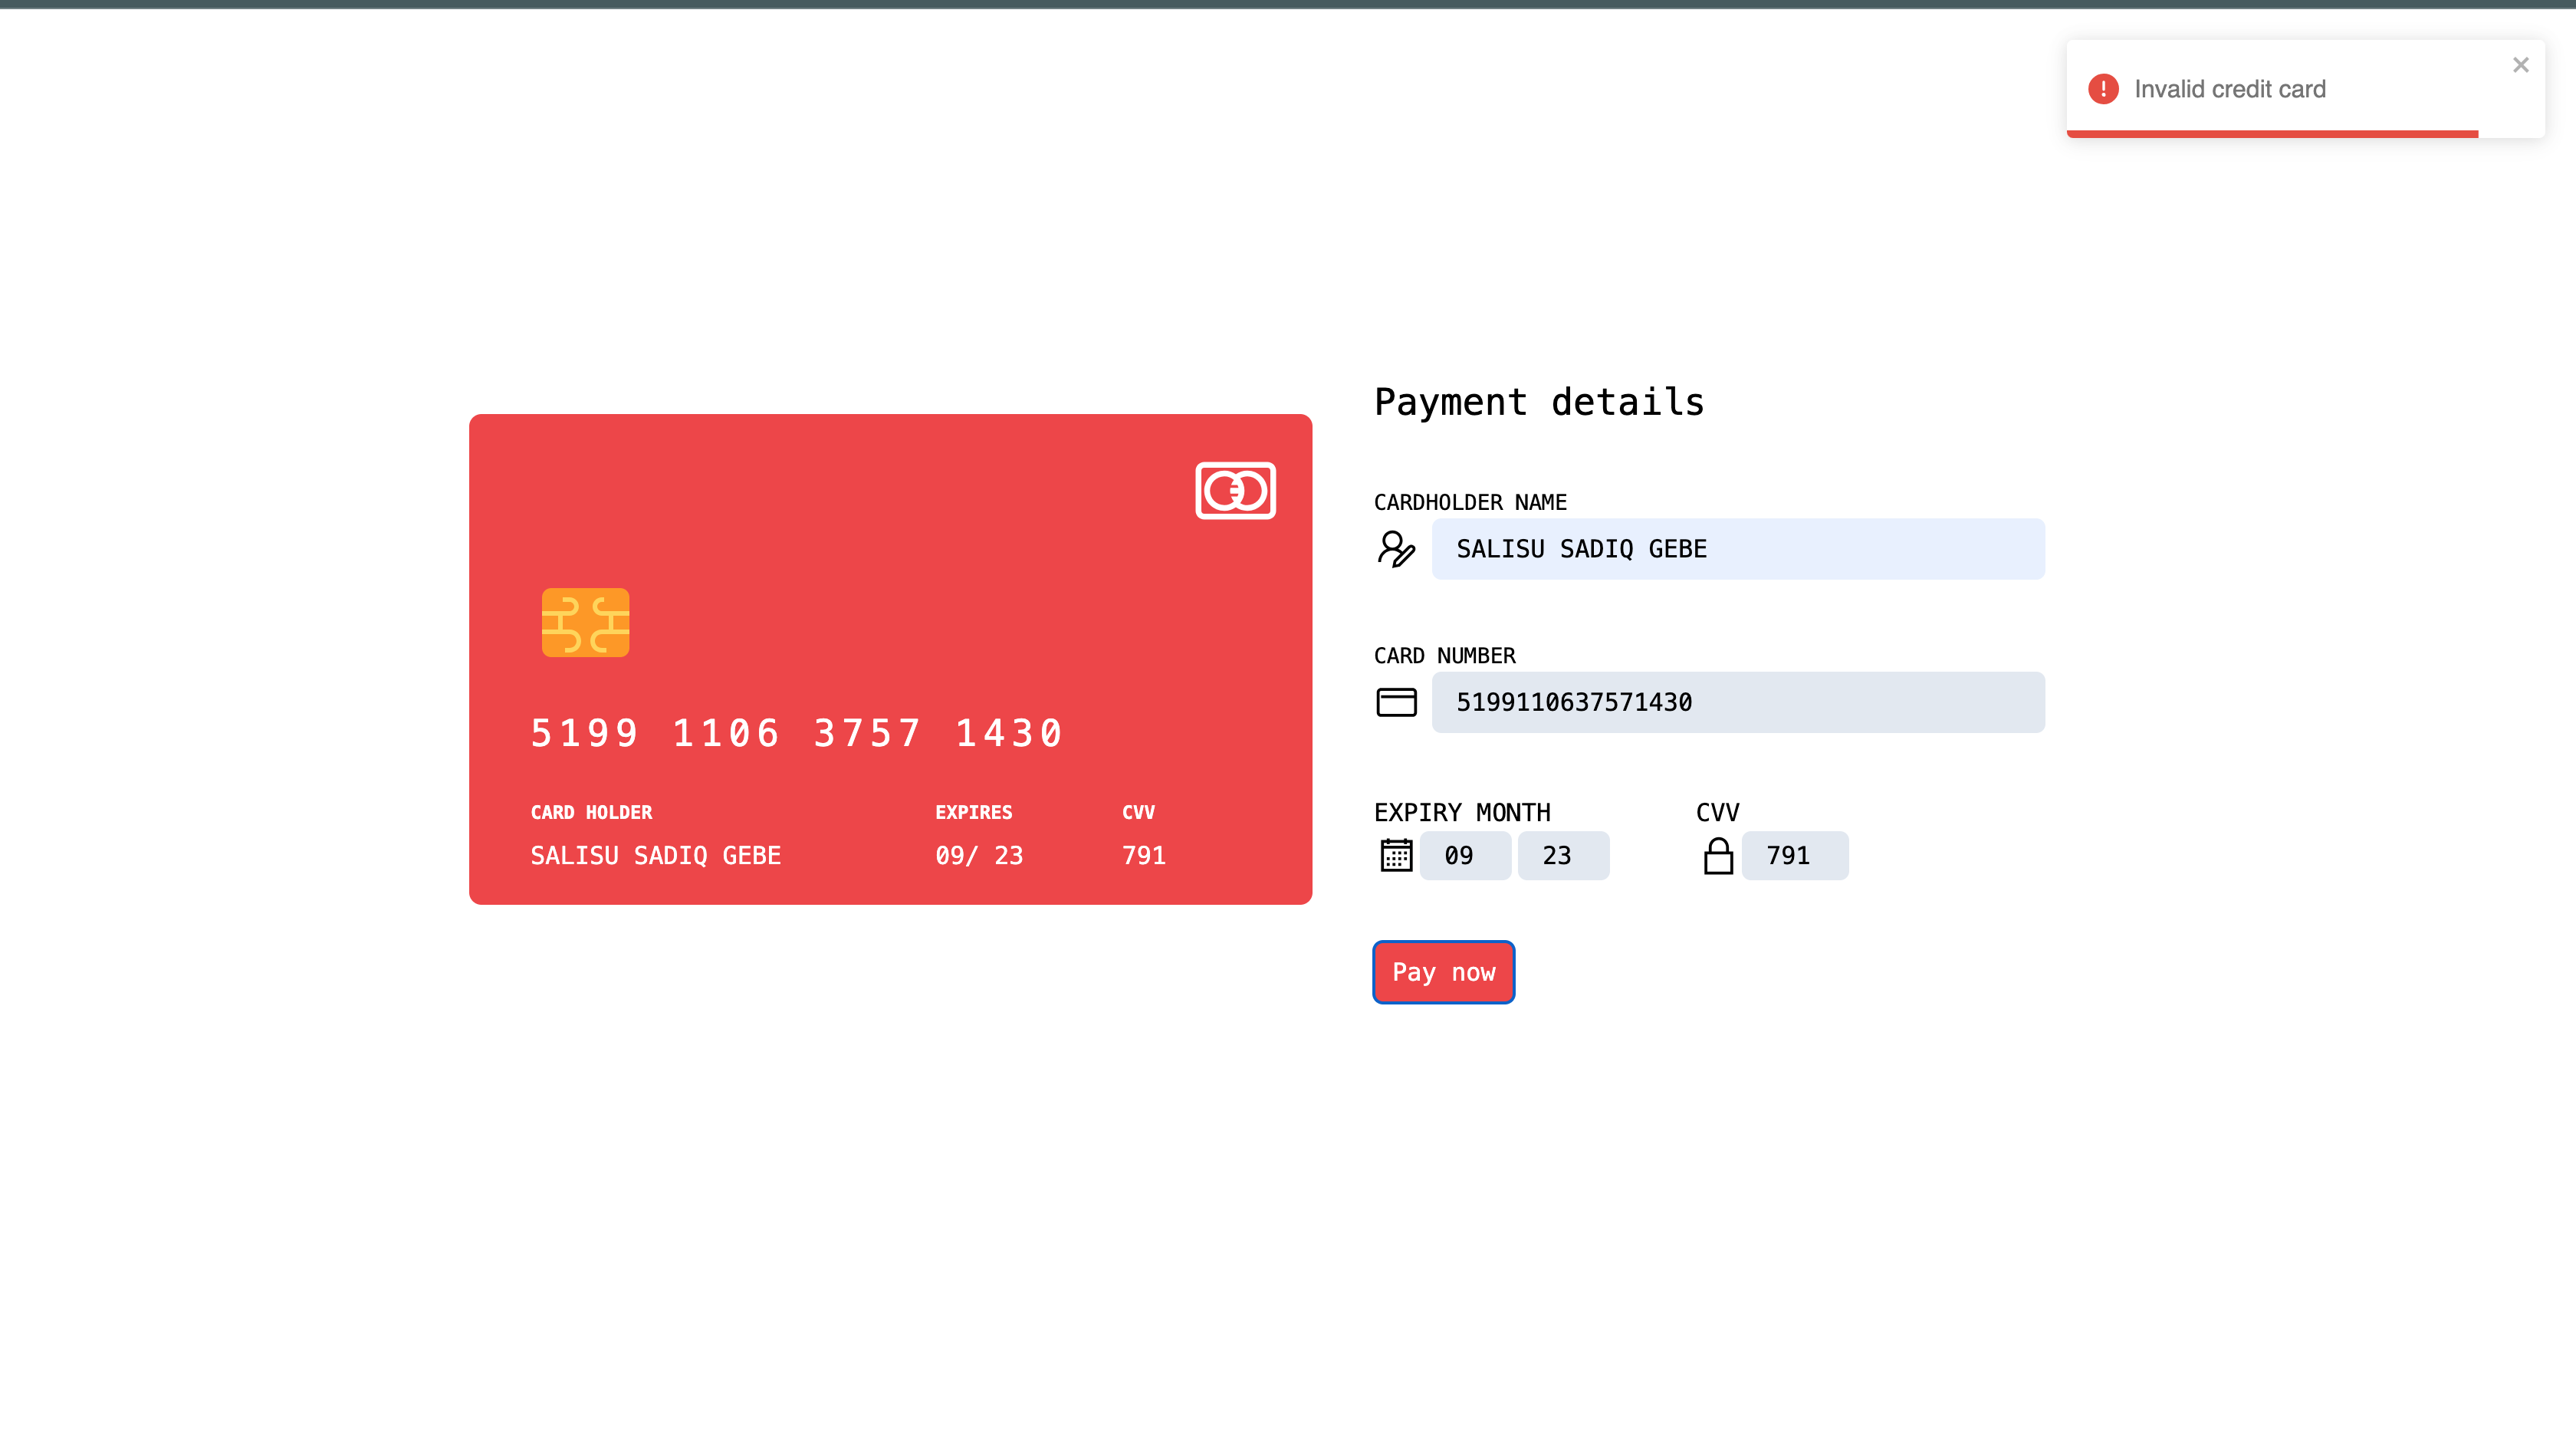 Invalid credit card
Payment details
CARDHOLDER NAME
SALISU SADIQ GEBE
CARD NUMBER
5199110637571430
5199 1106 3757 1430
CARD HOLDER EXPIRES CVV
SALISU SADIQ GEBE 09/ 23 791
EXPIRY MONTH CVV
09 23 791
Pay now